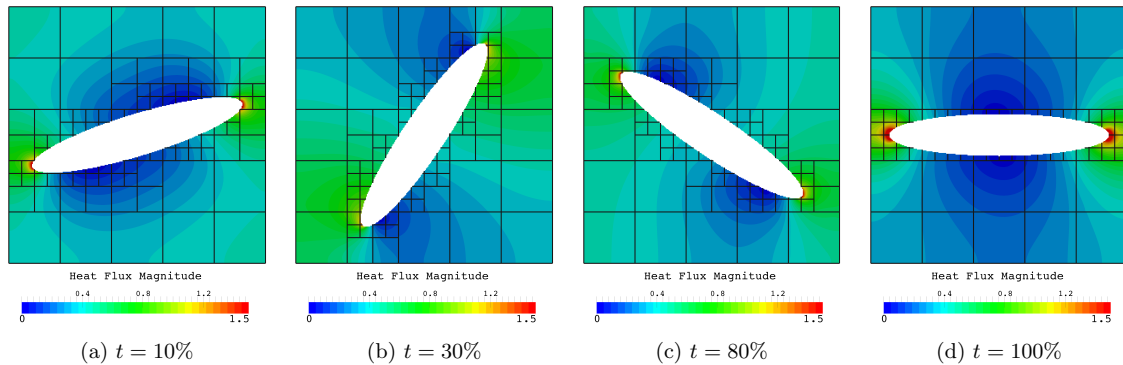 Heat Flux Magnitude Heat Flux Magnitude Heat Flux Magnitude Heat Flux Magnitude
0.4 0.8 1.2 0.4 0.8 1.2 0.4 0.8 1.2 0.4 0.8 1.2
0 1.5 0 1.5 0 1.5 0 1.5
(a) t = 10% (b) t = 30% (c) t = 80% (d) t = 100%